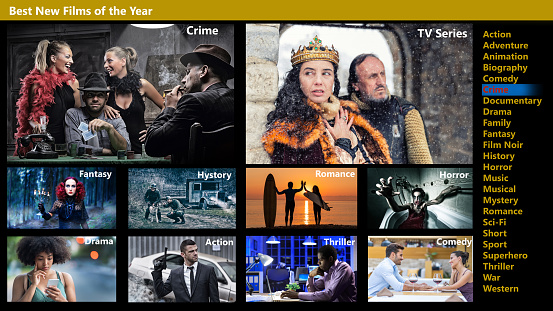 Best New Films of the Year
Crime
TV Series
Fantasy
Hystory
Romance
Horror
Drama
Action
Thriller
Comedy
Action
Adventure
Animation
Biography
Comedy
Crime
Documentary
Drama
Family
Fantasy
Film Noir
History
Horror
Music
Musical
Mystery
Romance
Sci-Fi
Short
Sport
Superhero
Thriller
War
Western